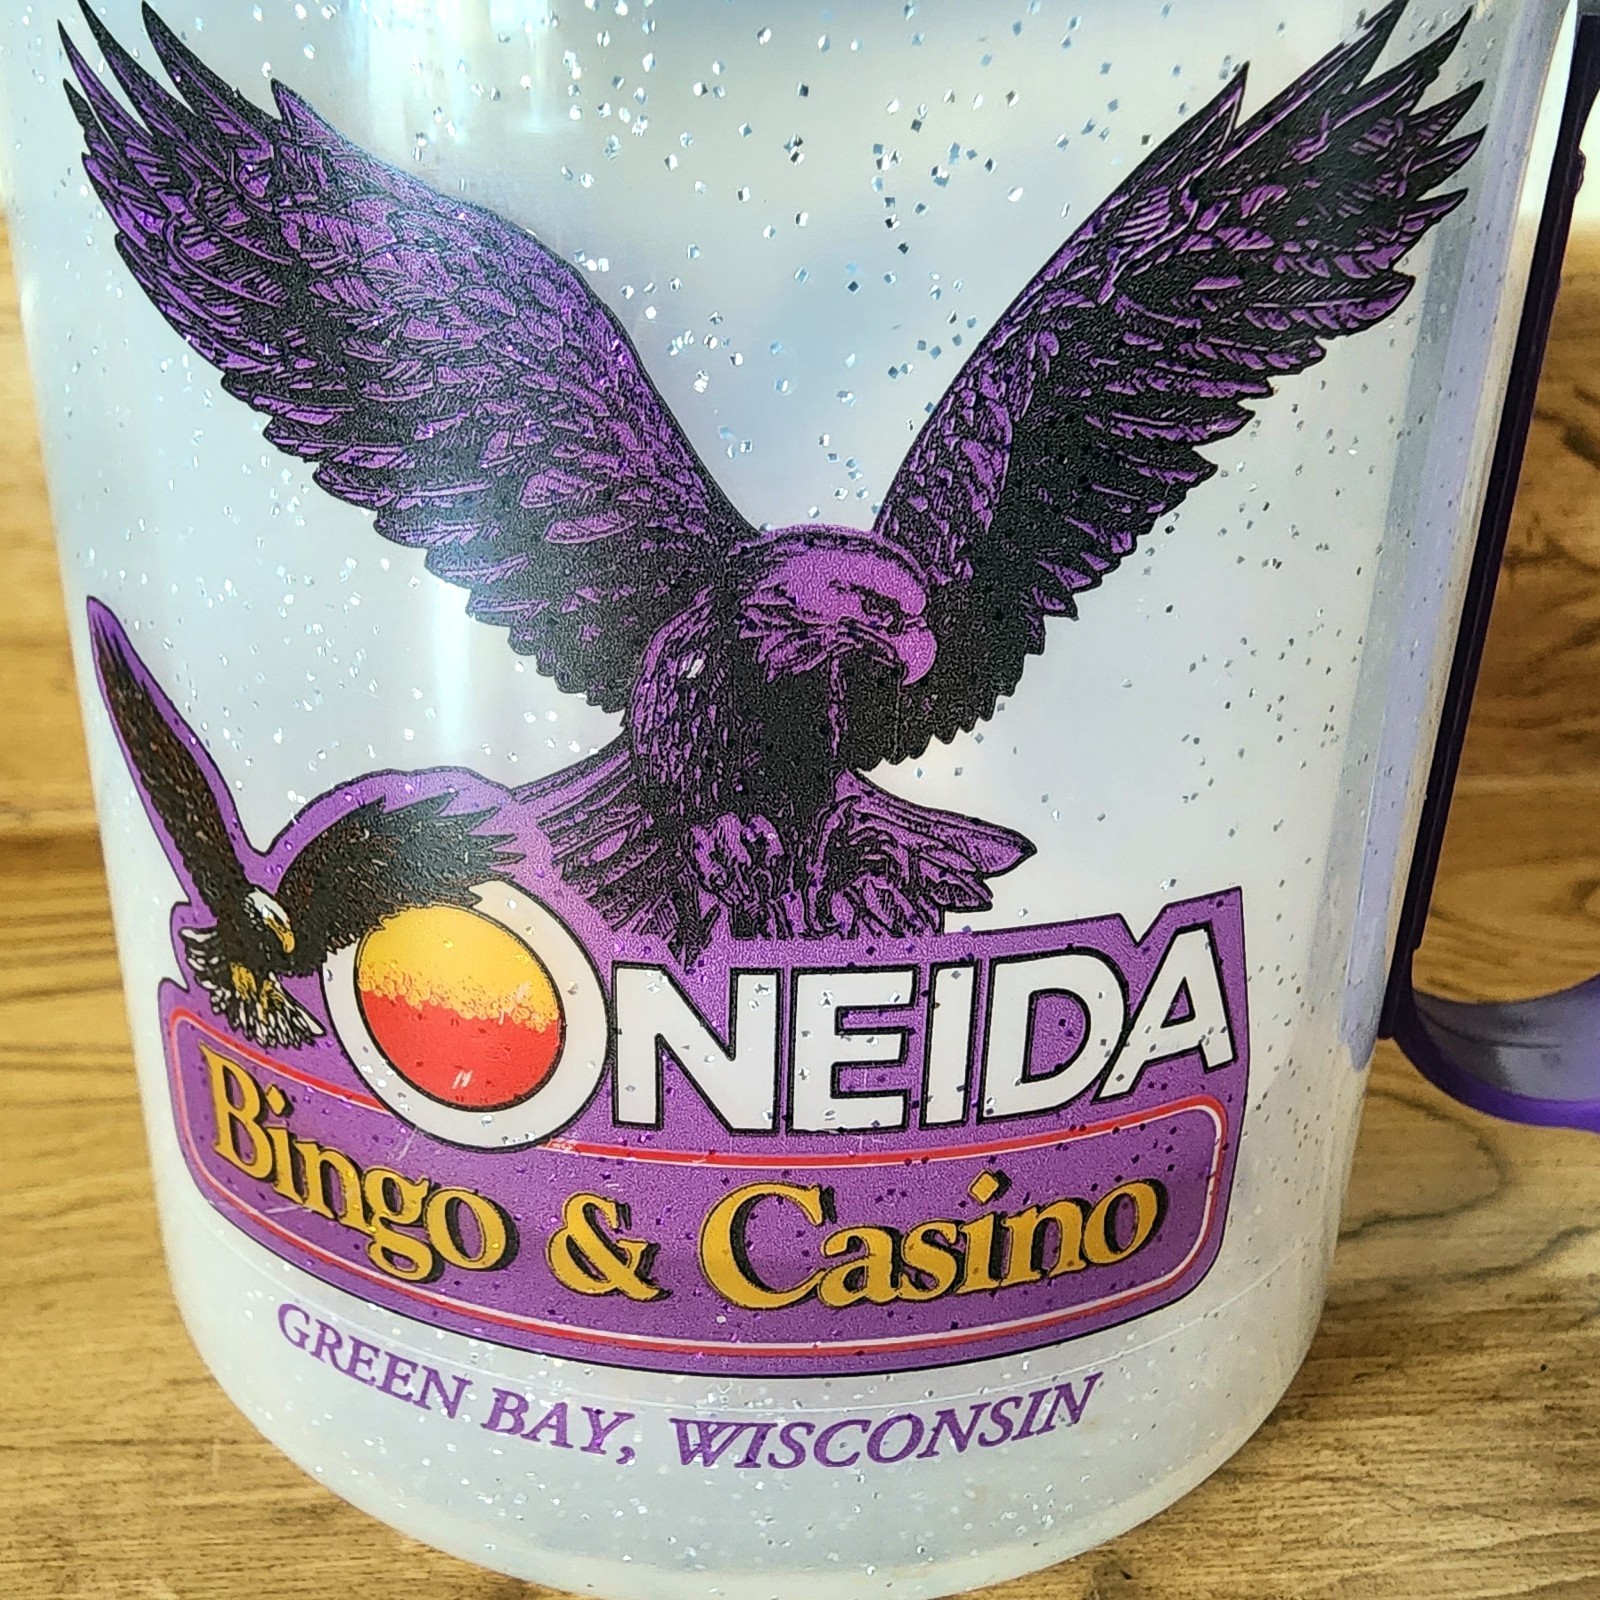 ONEIDA
Bingo & Casino
GREEN BAY, WISCONSIN